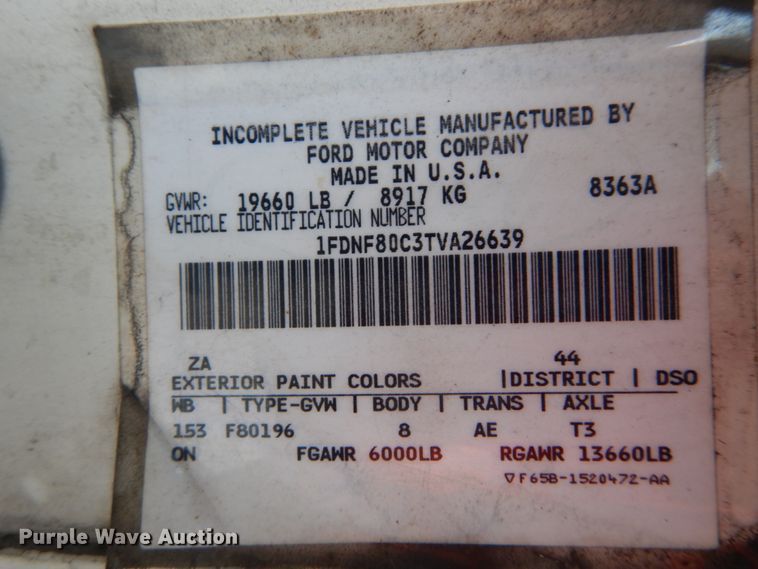 INCOMPLETE VEHICLE MANUFACTURED BY
FORD MOTOR COMPANY
MADE IN U.S.A.
GVWR: 19660 LB / 8917 KG 8363A
VEHICLE IDENTIFICATION NUMBER
1FDNF80C3TVA26639
ZA 44
EXTERIOR PAINT COLORS |DISTRICT | DSO
WB | TYPE-GVW | BODY | TRANS | AXLE
153 F80196 8 AE T3
ON FGAWR 6000LB RGAWR 13660LB
▽F65B-1520472-AA
Purple Wave Auction